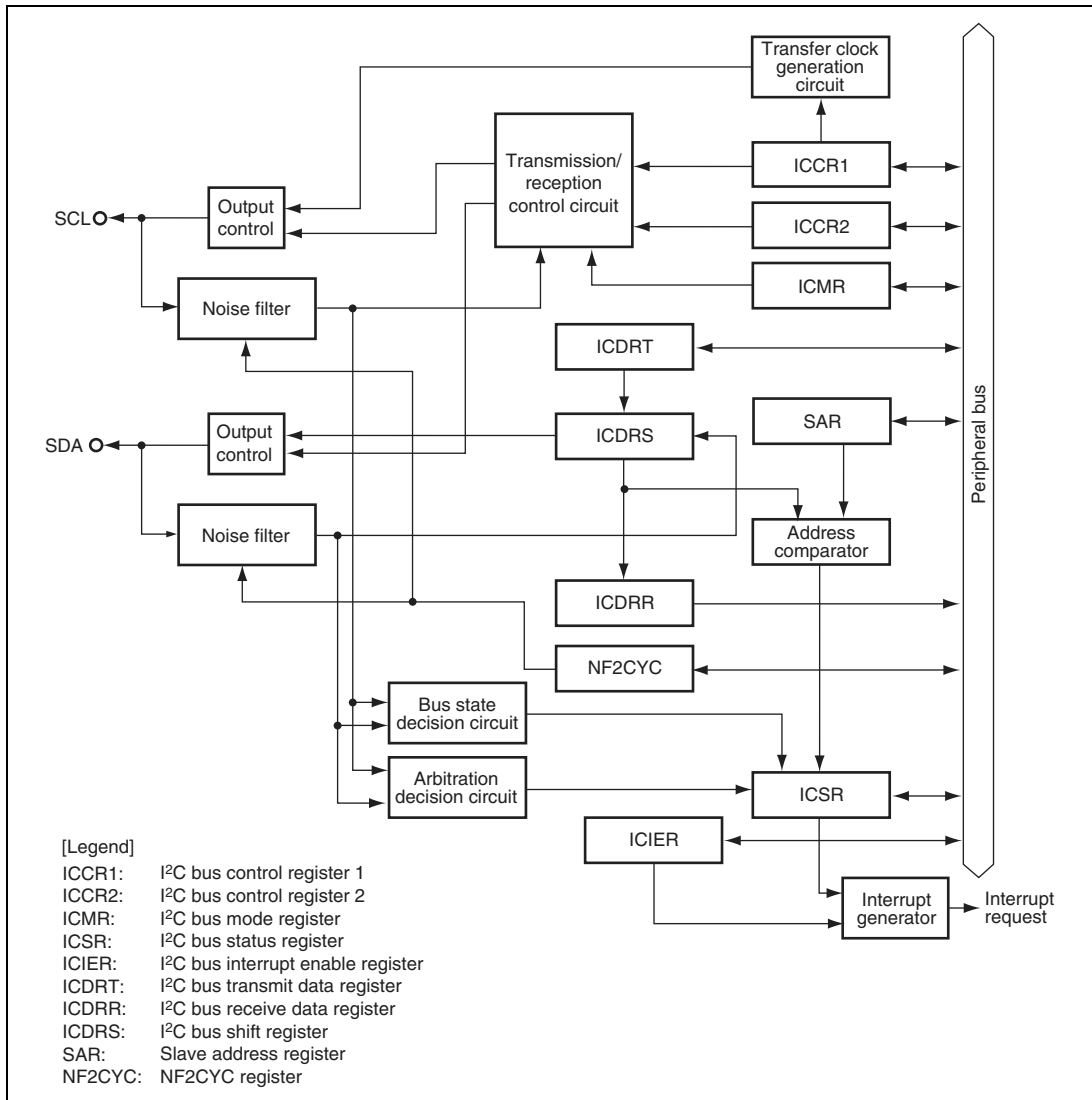 Transfer clock
generation
circuit
Transmission/
reception
control circuit
ICCR1
SCL
Output
control
ICCR2
Noise filter
ICMR
ICDRT
Peripheral bus
SDA
Output
control
ICDRS
SAR
Noise filter
Address
comparator
ICDRR
NF2CYC
Bus state
decision circuit
Arbitration
decision circuit
ICSR
ICIER
Interrupt
generator
Interrupt
request
[Legend]
ICCR1: I²C bus control register 1
ICCR2: I²C bus control register 2
ICMR: I²C bus mode register
ICSR: I²C bus status register
ICIER: I²C bus interrupt enable register
ICDRT: I²C bus transmit data register
ICDRR: I²C bus receive data register
ICDRS: I²C bus shift register
SAR: Slave address register
NF2CYC: NF2CYC register